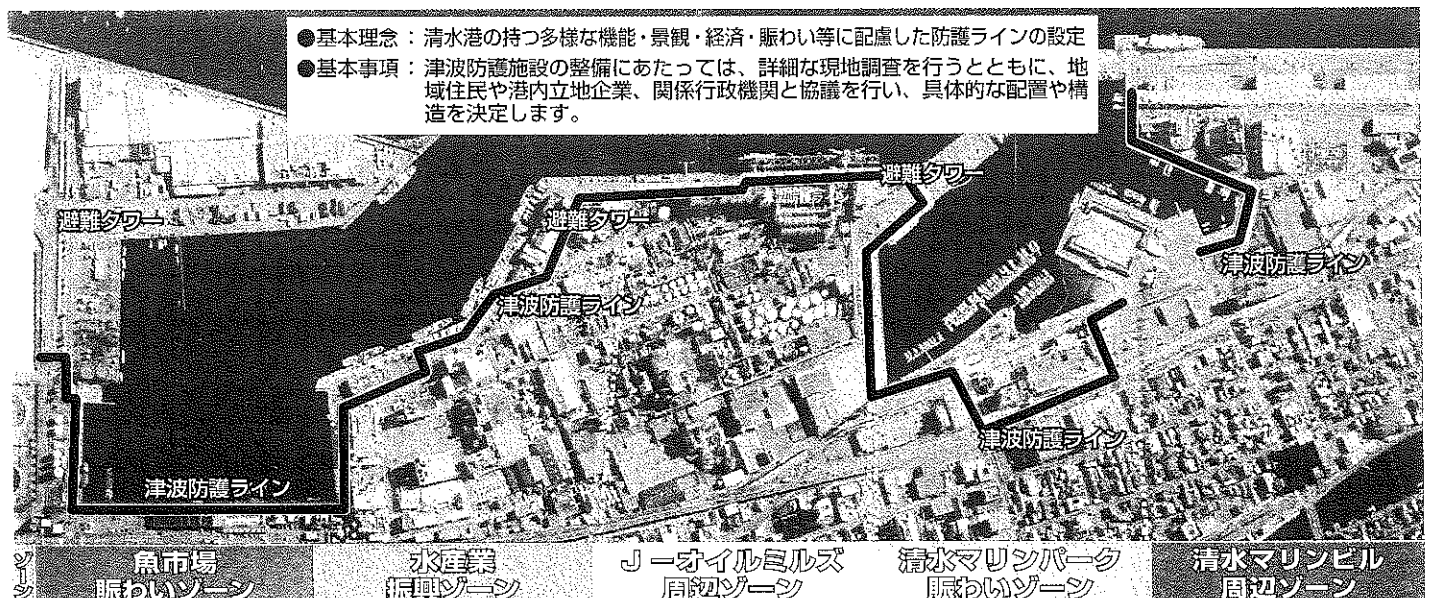 ●基本理念：清水港の持つ多様な機能・景観・経済・賑わい等に配慮した防護ラインの設定
●基本事項：津波防護施設の整備にあたっては、詳細な現地調査を行うとともに、地
域住民や港内立地企業、関係行政機関と協議を行い、具体的な配置や構
造を決定します。
避難タワー
避難タワー
避難タワー
津波防護ライン
津波防護ライン
津波防護ライン
津波防護ライン
ゾーン
魚市場
賑わいゾーン
水産業
振興ゾーン
J－オイルミルズ
周辺ゾーン
清水マリンパーク
賑わいゾーン
清水マリンビル
周辺ゾーン